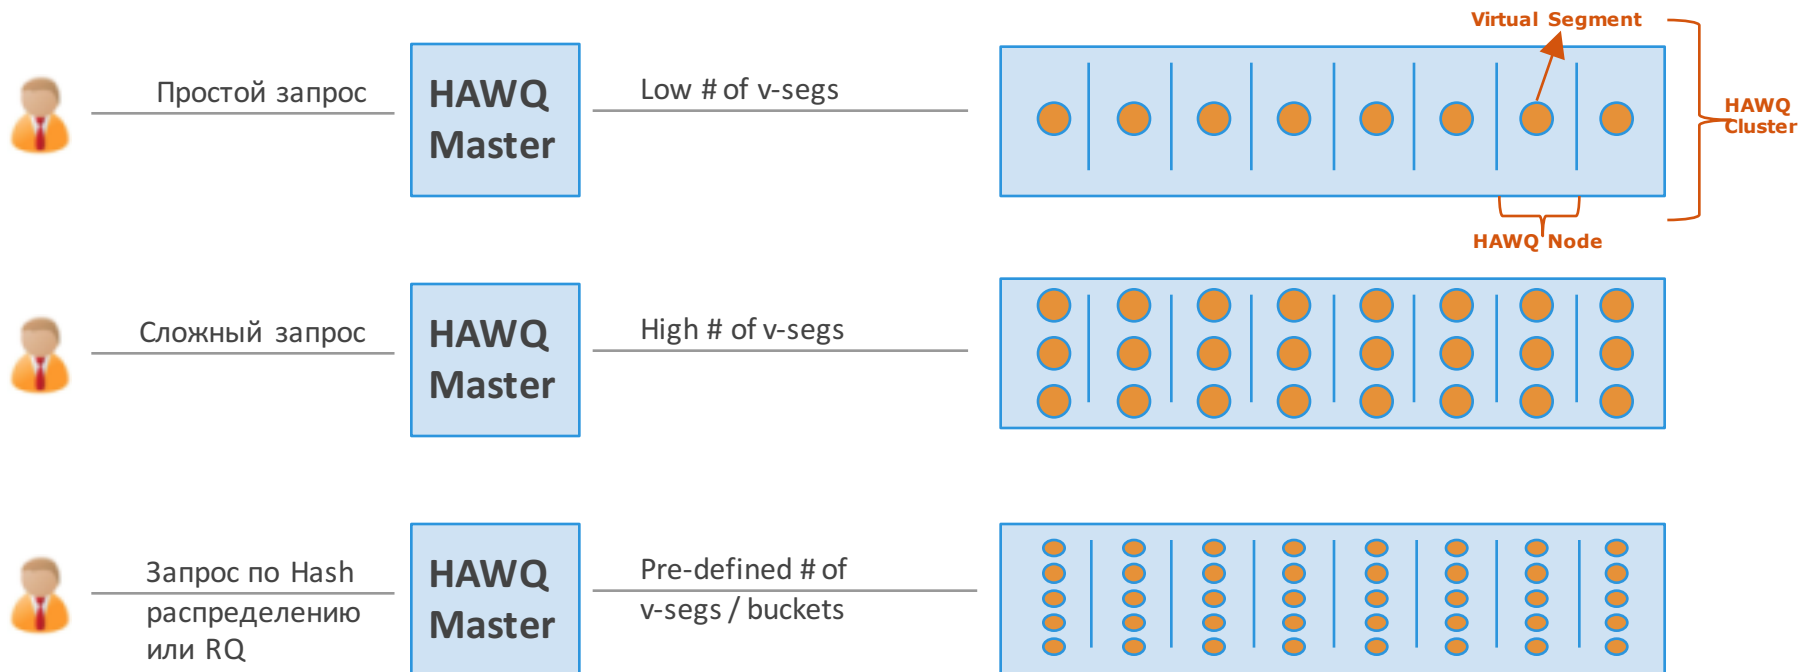 Virtual Segment
Простой запрос
HAWQ
Master
Low # of v-segs
HAWQ
Cluster
HAWQ Node
Сложный запрос
HAWQ
Master
High # of v-segs
Запрос по Hash
распределению
или RQ
HAWQ
Master
Pre-defined # of
v-segs / buckets